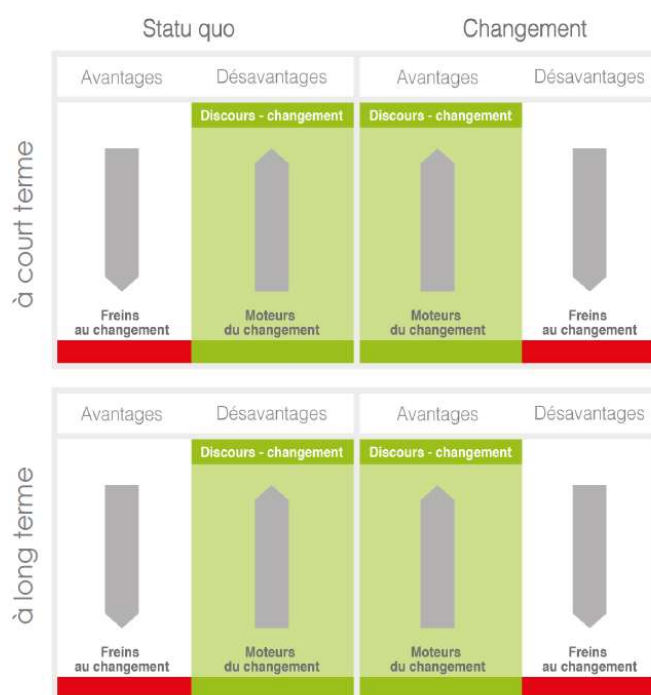 Statu quo
Changement
Avantages
Désavantages
Avantages
Désavantages
à court terme
Discours - changement
Discours - changement
Freins
au changement
Moteurs
du changement
Moteurs
du changement
Freins
au changement
Avantages
Désavantages
Avantages
Désavantages
à long terme
Discours - changement
Discours - changement
Freins
au changement
Moteurs
du changement
Moteurs
du changement
Freins
au changement